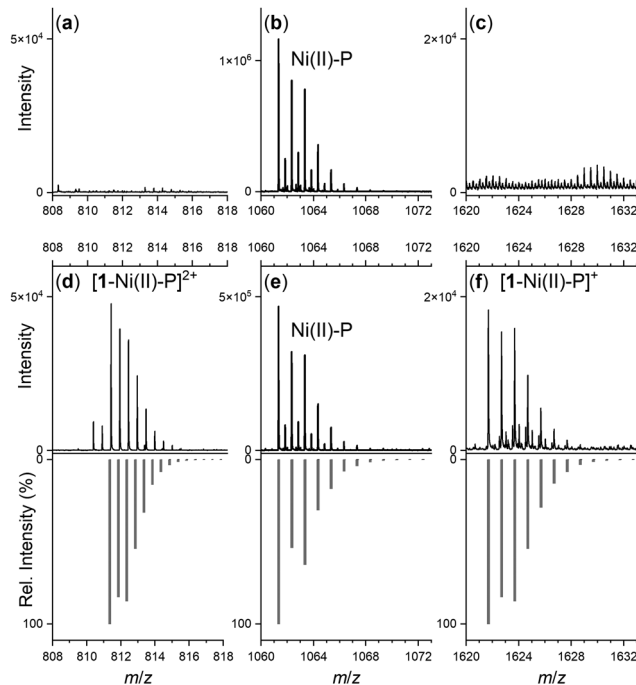 (a) (b) (c)
5×10⁴ 1×10⁶ 2×10⁴
Ni(II)-P
Intensity
0 0 0
808 810 812 814 816 818 1060 1064 1068 1072 1620 1624 1628 1632
808 810 812 814 816 818 1060 1064 1068 1072 1620 1624 1628 1632
(d) [1-Ni(II)-P]²⁺ (e) (f) [1-Ni(II)-P]⁺
5×10⁴ 5×10⁵ 2×10⁴
Ni(II)-P
Intensity
0 0 0
Rel. Intensity (%)
100 100 100
808 810 812 814 816 818 1060 1064 1068 1072 1620 1624 1628 1632
m/z m/z m/z